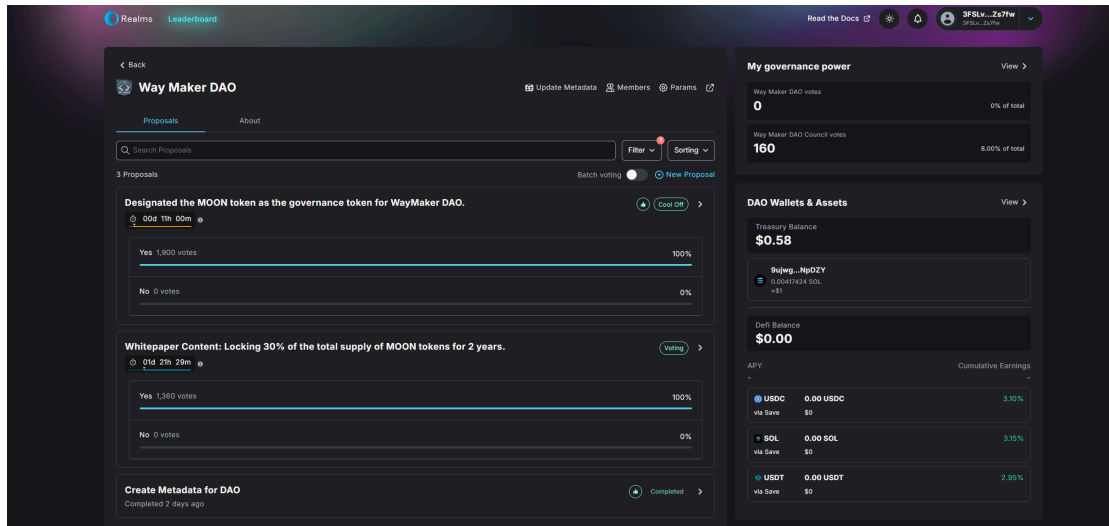 Realms Leaderboard
Read the Docs
3FSLv...Zs7fw
3FSLv...Zs7fw
Back
Way Maker DAO
Update Metadata Members Params
Proposals About
Search Proposals
3
Filter Sorting
3 Proposals
Batch voting New Proposal
Designated the MOON token as the governance token for WayMaker DAO.
Cool Off
00d 11h 00m
Yes 1,900 votes 100%
No 0 votes 0%
Whitepaper Content: Locking 30% of the total supply of MOON tokens for 2 years.
Voting
01d 21h 29m
Yes 1,360 votes 100%
No 0 votes 0%
Create Metadata for DAO
Completed
Completed 2 days ago
My governance power View
Way Maker DAO votes
0 0% of total
Way Maker DAO Council votes
160 8.00% of total
DAO Wallets & Assets View
Treasury Balance
$0.58
9ujwg...NpDZY
0.00417424 SOL
≈$1
Defi Balance
$0.00
APY Cumulative Earnings
- -
USDC 0.00 USDC 3.10%
via Save $0
SOL 0.00 SOL 3.15%
via Save $0
USDT 0.00 USDT 2.95%
via Save $0